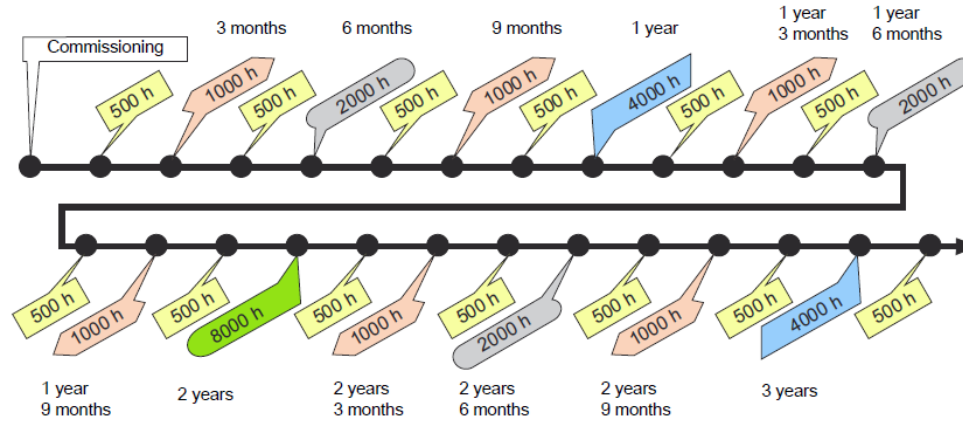 3 months
6 months
9 months
1 year
1 year
3 months
1 year
6 months
Commissioning
500 h
1000 h
500 h
2000 h
500 h
1000 h
500 h
4000 h
500 h
1000 h
500 h
2000 h
500 h
1000 h
500 h
8000 h
500 h
1000 h
500 h
2000 h
500 h
1000 h
500 h
4000 h
500 h
1 year
9 months
2 years
2 years
3 months
2 years
6 months
2 years
9 months
3 years